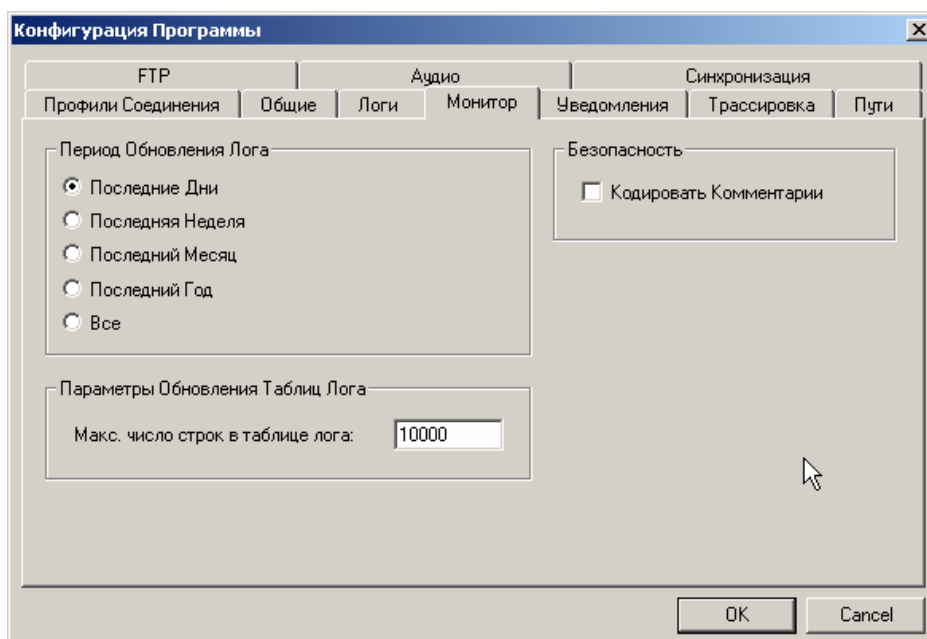 Конфигурация Программы
FTP Аудио Синхронизация
Профили Соединения Общие Логи Монитор Уведомления Трассировка Пути
Период Обновления Лога
Последние Дни
Последняя Неделя
Последний Месяц
Последний Год
Все
Безопасность
Кодировать Комментарии
Параметры Обновления Таблиц Лога
Макс. число строк в таблице лога: 10000
OK Cancel